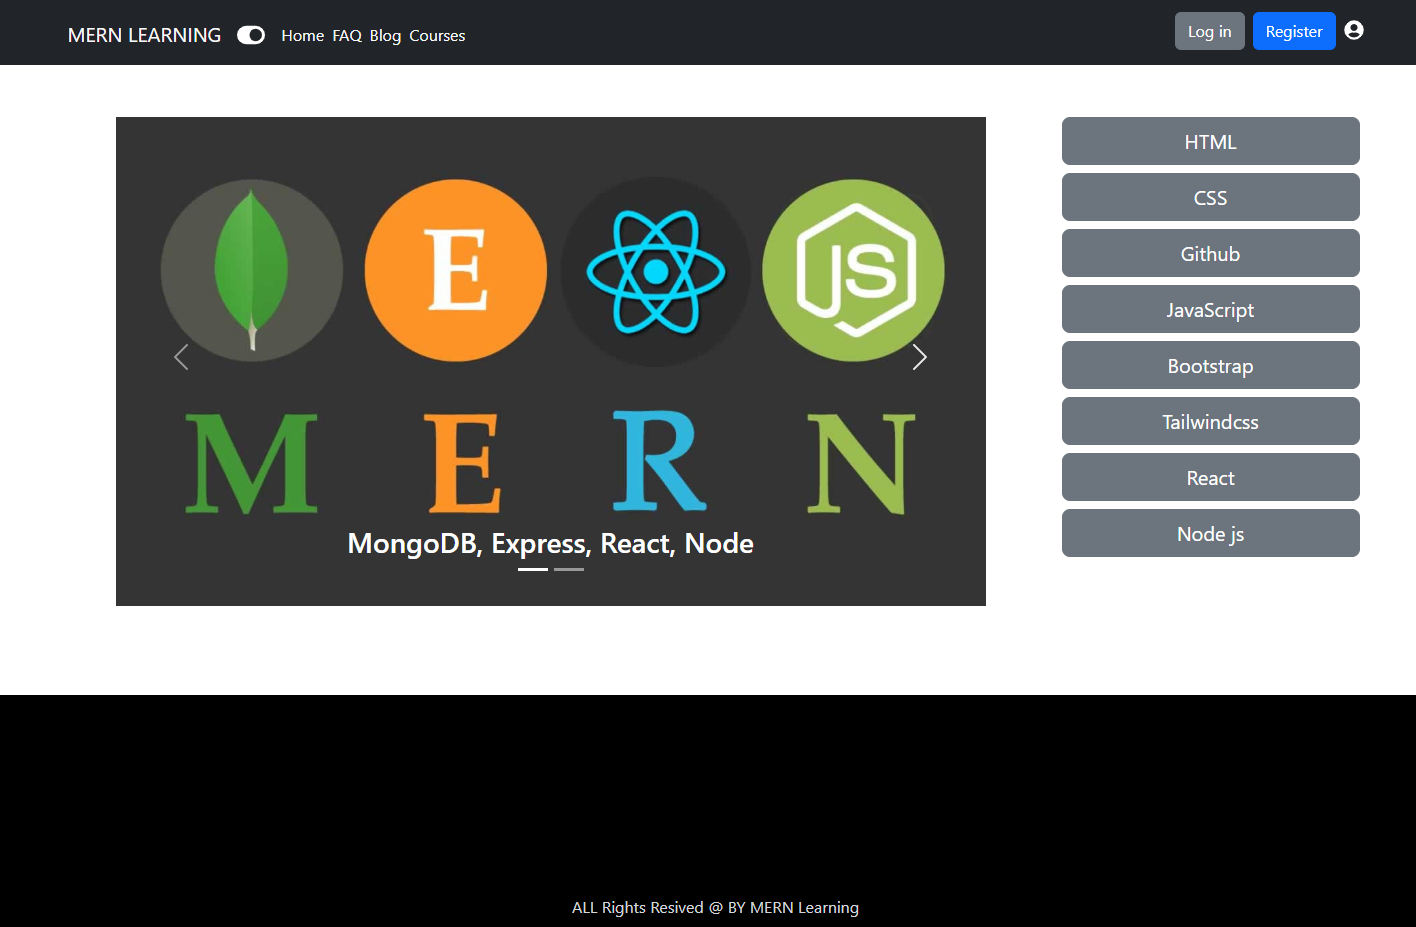 MERN LEARNING Home FAQ Blog Courses Log in Register
E JS
M E R N
MongoDB, Express, React, Node
HTML
CSS
Github
JavaScript
Bootstrap
Tailwindcss
React
Node js
ALL Rights Resived @ BY MERN Learning